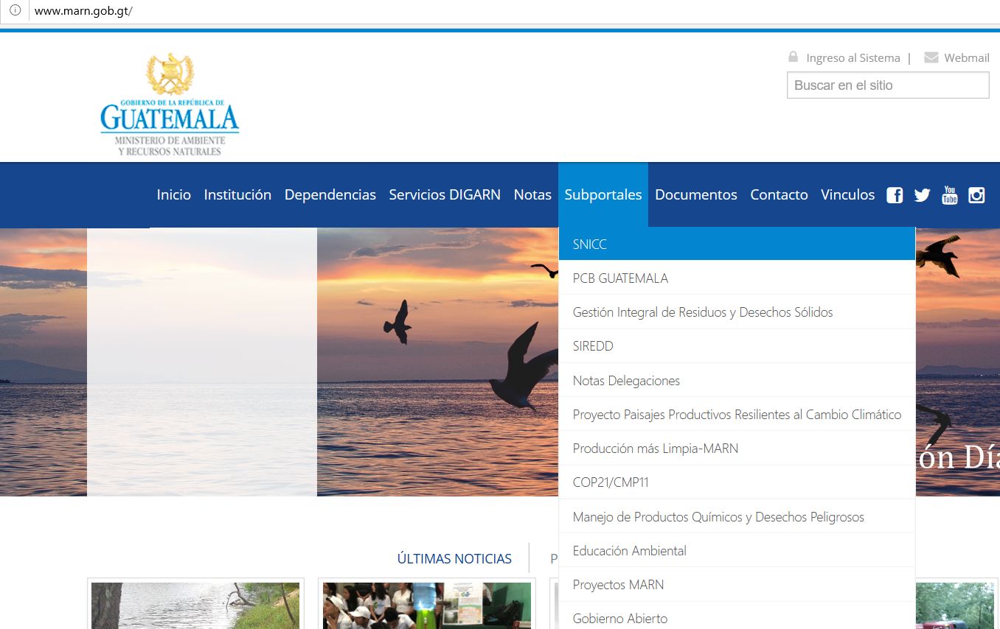 www.marn.gob.gt/
Ingreso al Sistema | Webmail
Buscar en el sitio
GOBIERNO DE LA REPÚBLICA DE
GUATEMALA
MINISTERIO DE AMBIENTE
Y RECURSOS NATURALES
Inicio Institución Dependencias Servicios DIGARN Notas Subportales Documentos Contacto Vinculos You Tube
SNICC
PCB GUATEMALA
Gestión Integral de Residuos y Desechos Sólidos
SIREDD
Notas Delegaciones
Proyecto Paisajes Productivos Resilientes al Cambio Climático
Producción más Limpia-MARN
ón Día
COP21/CMP11
Manejo de Productos Químicos y Desechos Peligrosos
Educación Ambiental
ÚLTIMAS NOTICIAS P
Proyectos MARN
Gobierno Abierto